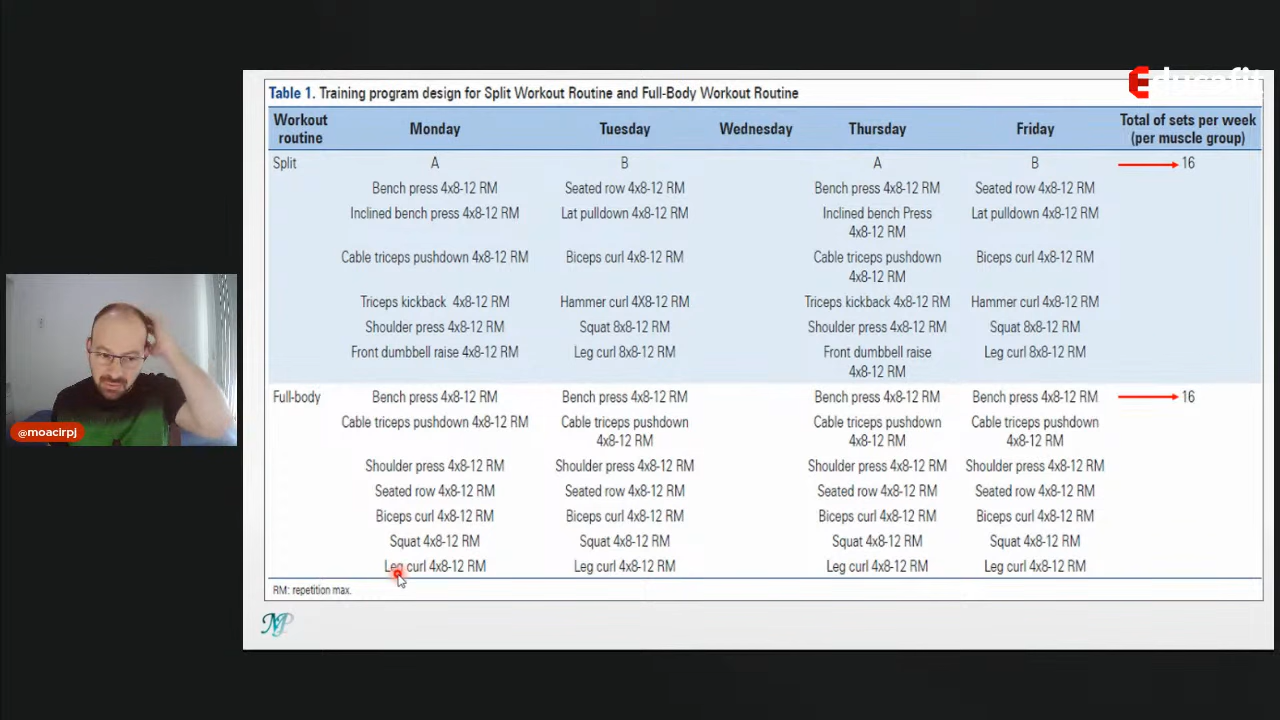 Educafit
Table 1. Training program design for Split Workout Routine and Full-Body Workout Routine
Workout routine Monday Tuesday Wednesday Thursday Friday Total of sets per week (per muscle group)
Split A B A B 16
Bench press 4x8-12 RM Seated row 4x8-12 RM Bench press 4x8-12 RM Seated row 4x8-12 RM
Inclined bench press 4x8-12 RM Lat pulldown 4x8-12 RM Inclined bench Press 4x8-12 RM Lat pulldown 4x8-12 RM
Cable triceps pushdown 4x8-12 RM Biceps curl 4x8-12 RM Cable triceps pushdown 4x8-12 RM Biceps curl 4x8-12 RM
Triceps kickback 4x8-12 RM Hammer curl 4X8-12 RM Triceps kickback 4x8-12 RM Hammer curl 4x8-12 RM
Shoulder press 4x8-12 RM Squat 8x8-12 RM Shoulder press 4x8-12 RM Squat 8x8-12 RM
Front dumbbell raise 4x8-12 RM Leg curl 8x8-12 RM Front dumbbell raise 4x8-12 RM Leg curl 8x8-12 RM
Full-body Bench press 4x8-12 RM Bench press 4x8-12 RM Bench press 4x8-12 RM Bench press 4x8-12 RM 16
Cable triceps pushdown 4x8-12 RM Cable triceps pushdown 4x8-12 RM Cable triceps pushdown 4x8-12 RM Cable triceps pushdown 4x8-12 RM
Shoulder press 4x8-12 RM Shoulder press 4x8-12 RM Shoulder press 4x8-12 RM Shoulder press 4x8-12 RM
Seated row 4x8-12 RM Seated row 4x8-12 RM Seated row 4x8-12 RM Seated row 4x8-12 RM
Biceps curl 4x8-12 RM Biceps curl 4x8-12 RM Biceps curl 4x8-12 RM Biceps curl 4x8-12 RM
Squat 4x8-12 RM Squat 4x8-12 RM Squat 4x8-12 RM Squat 4x8-12 RM
Leg curl 4x8-12 RM Leg curl 4x8-12 RM Leg curl 4x8-12 RM Leg curl 4x8-12 RM
RM: repetition max.
MP
@moacirpj